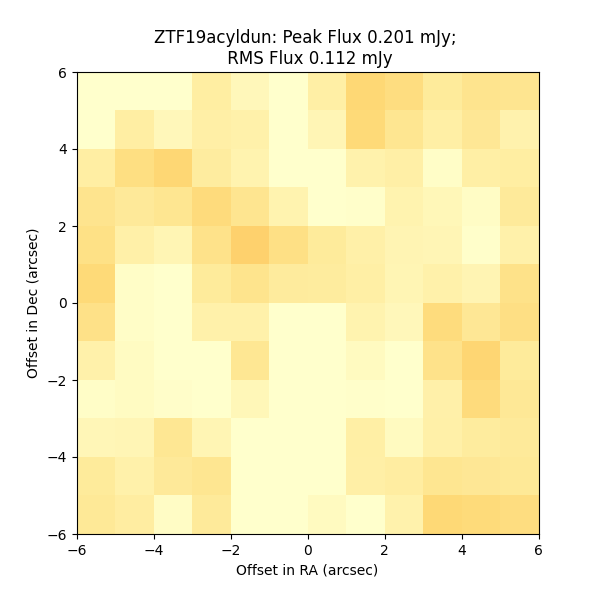 ZTF19acyldun: Peak Flux 0.201 mJy;
RMS Flux 0.112 mJy
6
4
2
0
−2
−4
−6
Offset in Dec (arcsec)
−6 −4 −2 0 2 4 6
Offset in RA (arcsec)